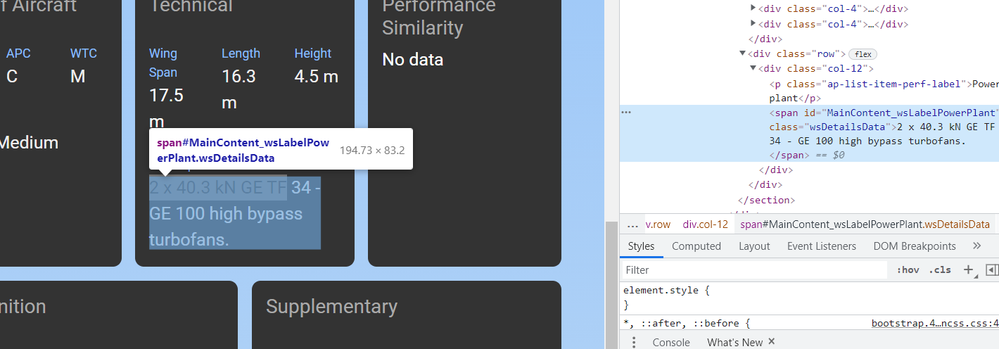 f Aircraft
APC
WTC
C
M
Medium
Technical
Wing
Span
17.5
m
Length
16.3
m
Height
4.5 m
span#MainContent_wsLabelPow
erPlant.wsDetailsData
194.73 × 83.2
2 x 40.3 kN GE TF 34 -
GE 100 high bypass
turbofans.
Performance
Similarity
No data
nition
Supplementary
<div class="col-4">…</div>
<div class="col-4">…</div>
</div>
<div class="row"> flex
<div class="col-12">
<p class="ap-list-item-perf-label">Power
plant</p>
<span id="MainContent_wsLabelPowerPlant"
class="wsDetailsData">2 x 40.3 kN GE TF
34 - GE 100 high bypass turbofans.
</span> == $0
</div>
</div>
</section>
... v.row div.col-12 span#MainContent_wsLabelPowerPlant.wsDetailsData
Styles Computed Layout Event Listeners DOM Breakpoints
Filter :hov .cls
element.style {
}
*, ::after, ::before { bootstrap.4…ncss.css:4
Console What's New